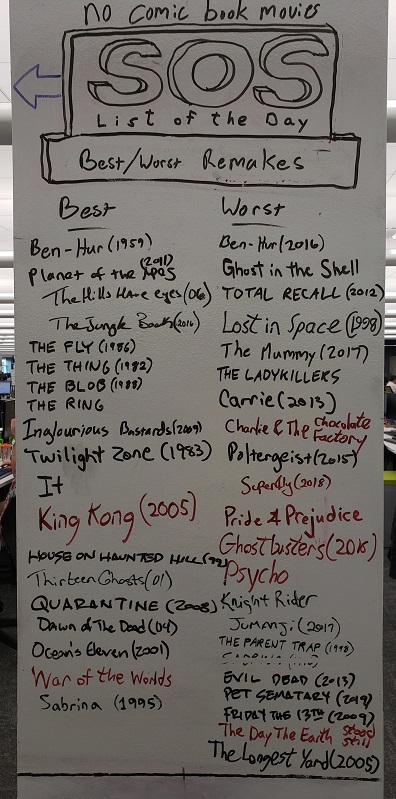 No Comic book movies
SOS
List of the Day
Best/Worst Remakes
Best
Ben-Hur (1959)
Planet of the Apes (2011)
The Hills Have eyes (06)
The Jungle Book (2016)
THE FLY (1986)
THE THING (1982)
THE BLOB (1988)
THE RING
Inglourious Bastards (2009)
Twilight Zone (1983)
It
King Kong (2005)
HOUSE ON HAUNTED HILL (99)
Thirteen Ghosts (01)
QUARANTINE (2008)
Dawn of The Dead (04)
Ocean's Eleven (2001)
War of the Worlds
Sabrina (1995)
Worst
Ben-Hur (2016)
Ghost in the Shell
TOTAL RECALL (2012)
Lost in Space (1998)
The Mummy (2017)
THE LADYKILLERS
Carrie (2013)
Charlie & The Chocolate Factory
Poltergeist (2015)
Superfly (2018)
Pride & Prejudice
Ghostbusters (2016)
Psycho
Knight Rider
Jumanji (2017)
THE PARENT TRAP (1998)
EVIL DEAD (2013)
PET SEMATARY (2019)
FRIDAY THE 13TH (2009)
The Day The Earth Stood Still
The Longest Yard (2005)